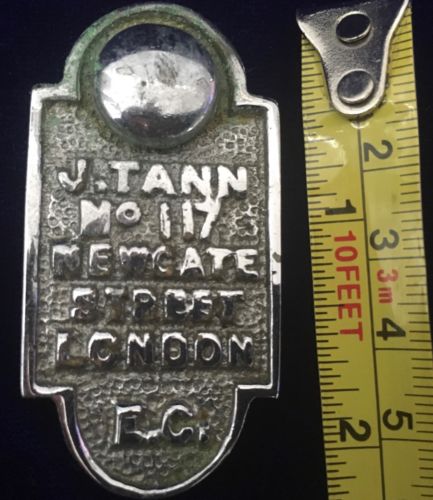 J. TANN
No 117
NEWGATE
STREET
LONDON
E.C.
2
1
3
3m
10FEET
4
2
5